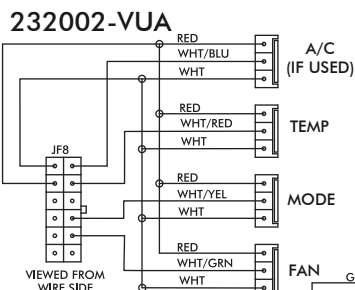 232002-VUA
RED
WHT/BLU
WHT
A/C
(IF USED)
RED
WHT/RED
WHT
TEMP
JF8
RED
WHT/YEL
WHT
MODE
RED
WHT/GRN
WHT
FAN
G
VIEWED FROM
WIRE SIDE